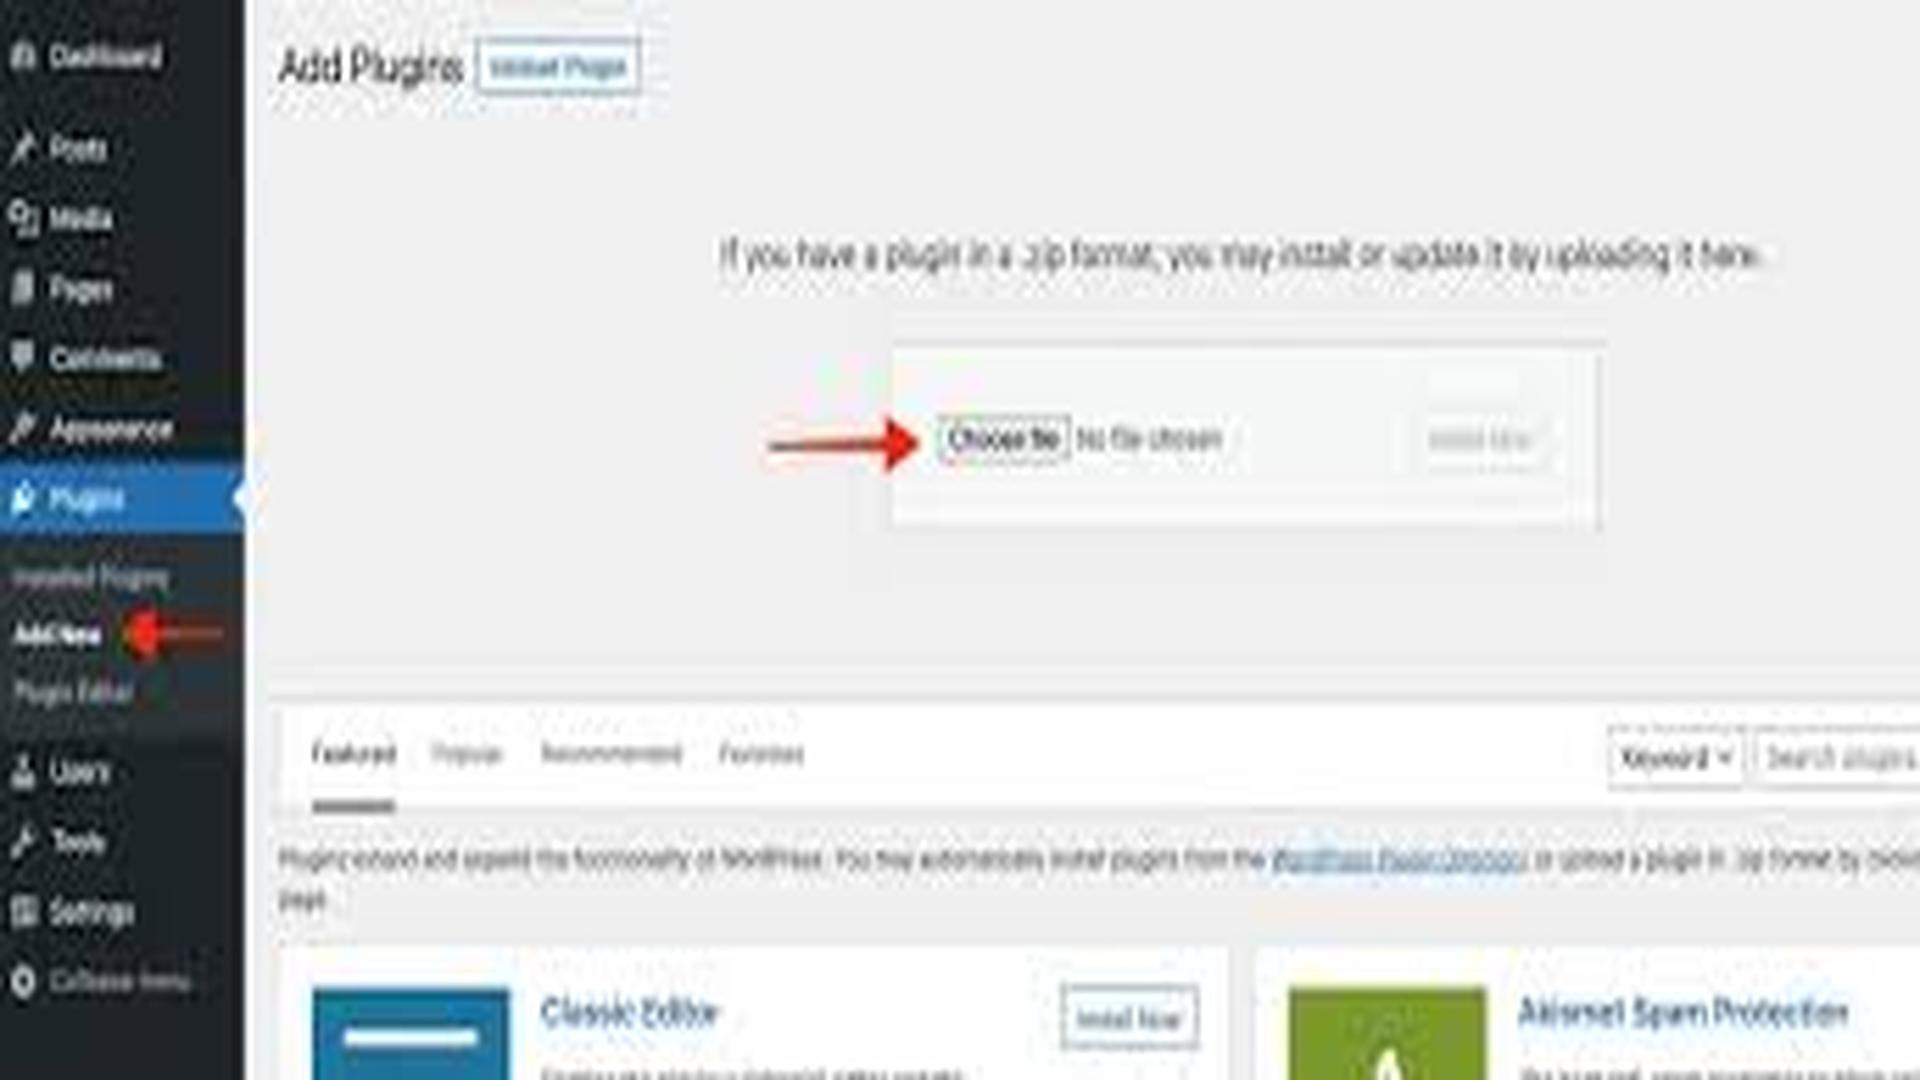 Dashboard
Posts
Media
Pages
Comments
Appearance
Plugins
Installed Plugins
Add New
Plugin Editor
Users
Tools
Settings
Collapse menu
Add Plugins
Upload Plugin
If you have a plugin in a .zip format, you may install or update it by uploading it here.
Choose file No file chosen
Install Now
Featured Popular Recommended Favorites
Keyword
Search plugins
Plugins extend and expand the functionality of WordPress. You may automatically install plugins from the WordPress Plugin Directory or upload a plugin in .zip format by
page.
Classic Editor
Install Now
Akismet Spam Protection